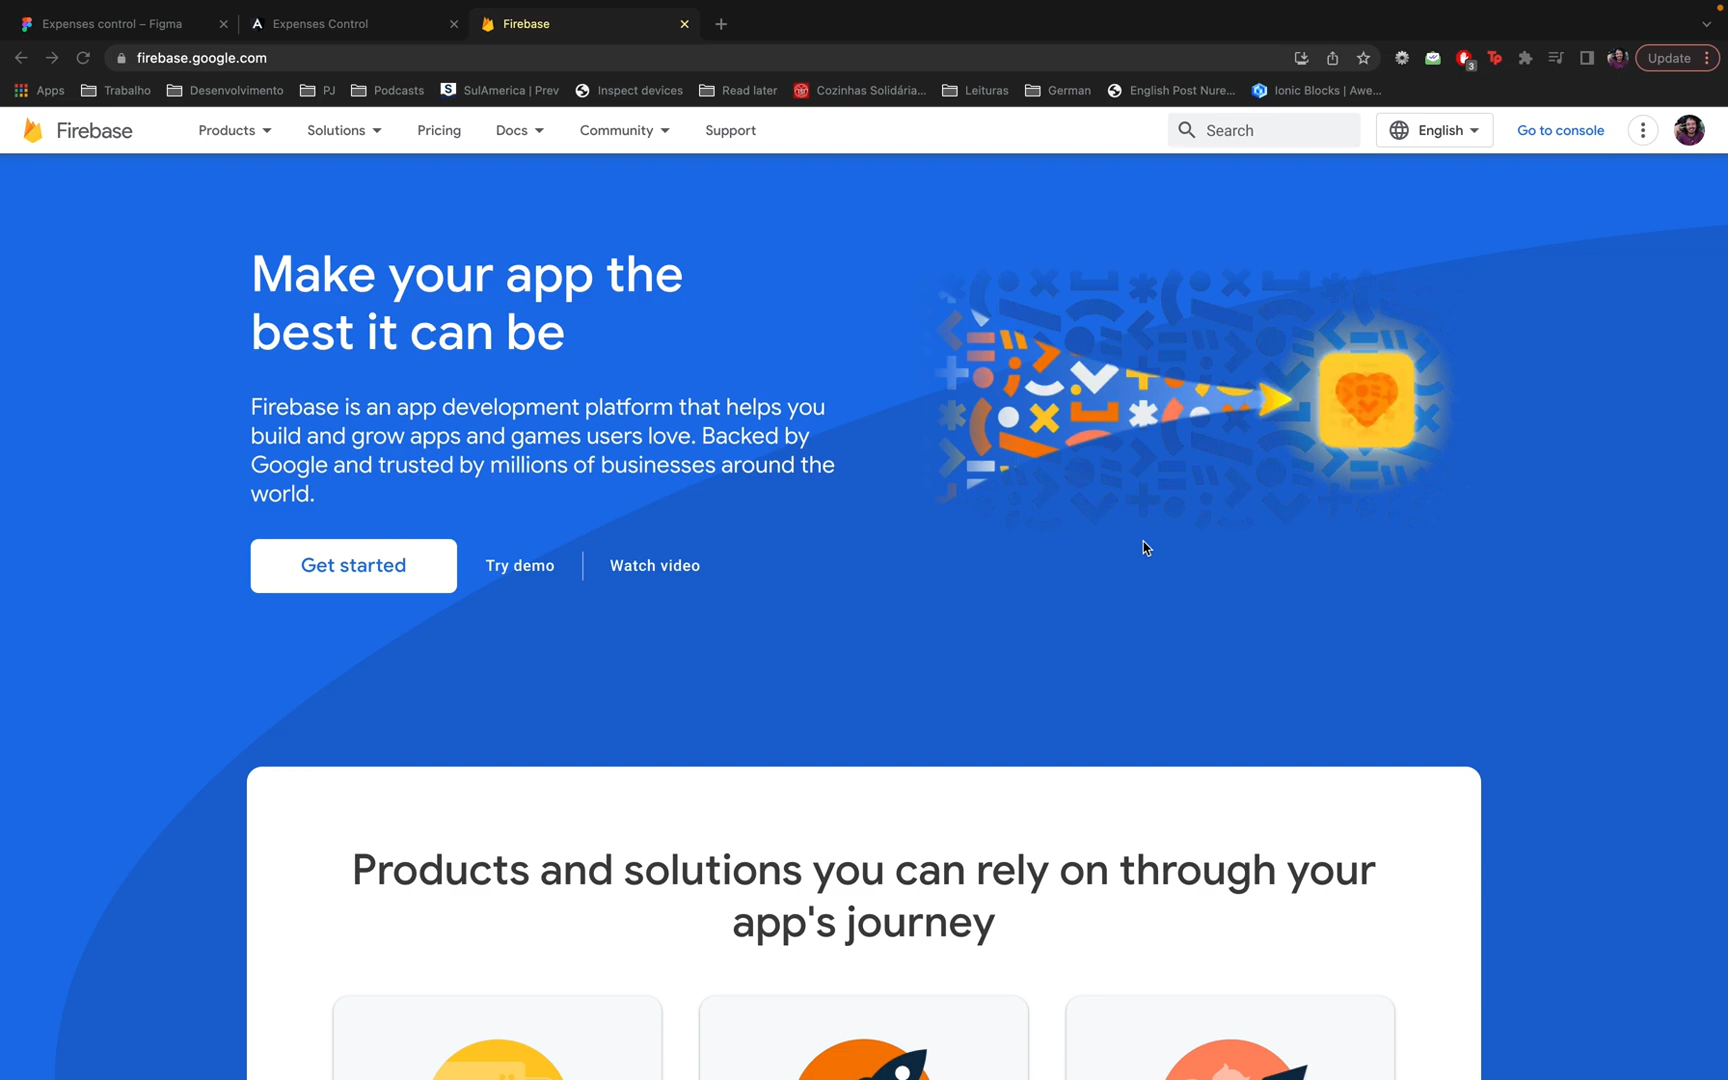 Expenses control – Figma
Expenses Control
Firebase
firebase.google.com
3
Update
Apps
Trabalho
Desenvolvimento
PJ
Podcasts
S
SulAmerica | Prev
Inspect devices
Read later
Cozinhas Solidária...
Leituras
German
English Post Nure...
Ionic Blocks | Awe...
Firebase
Products
Solutions
Pricing
Docs
Community
Support
Search
English
Go to console
Make your app the
best it can be
Firebase is an app development platform that helps you
build and grow apps and games users love. Backed by
Google and trusted by millions of businesses around the
world.
Get started
Try demo
Watch video
Products and solutions you can rely on through your
app's journey